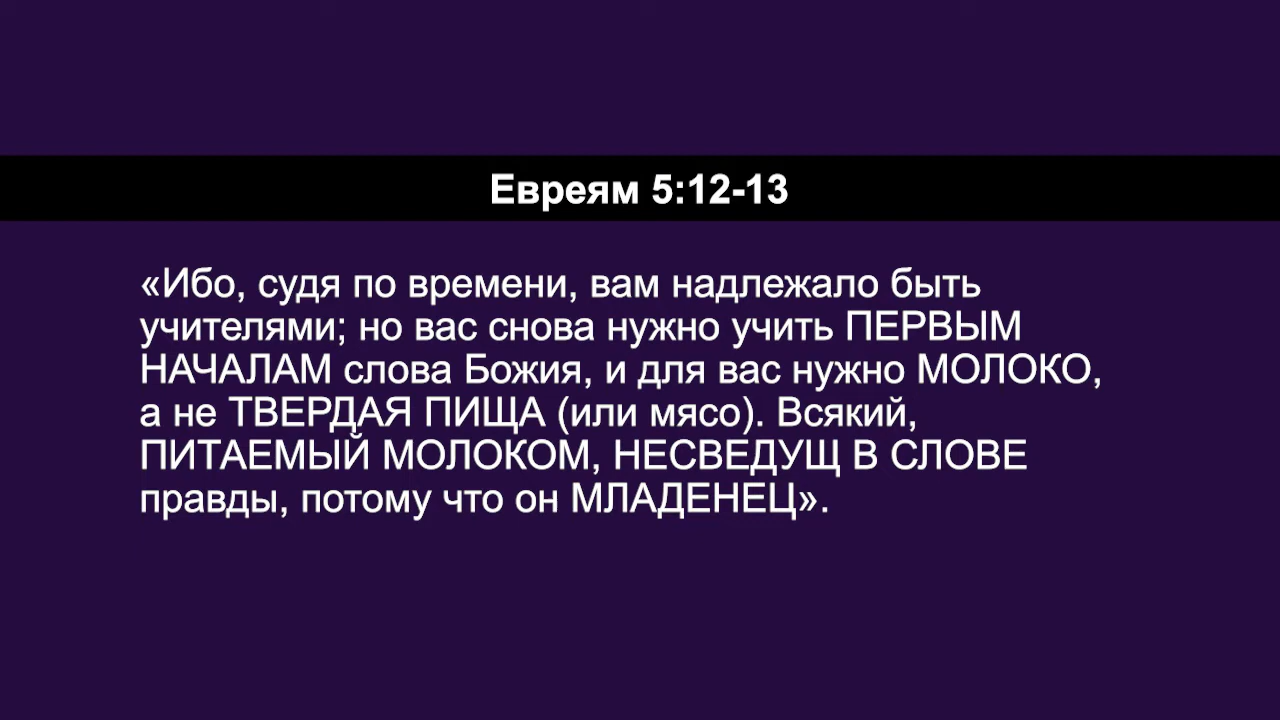 Евреям 5:12-13
«Ибо, судя по времени, вам надлежало быть
учителями; но вас снова нужно учить ПЕРВЫМ
НАЧАЛАМ слова Божия, и для вас нужно МОЛОКО,
а не ТВЕРДАЯ ПИЩА (или мясо). Всякий,
ПИТАЕМЫЙ МОЛОКОМ, НЕСВЕДУЩ В СЛОВЕ
правды, потому что он МЛАДЕНЕЦ».